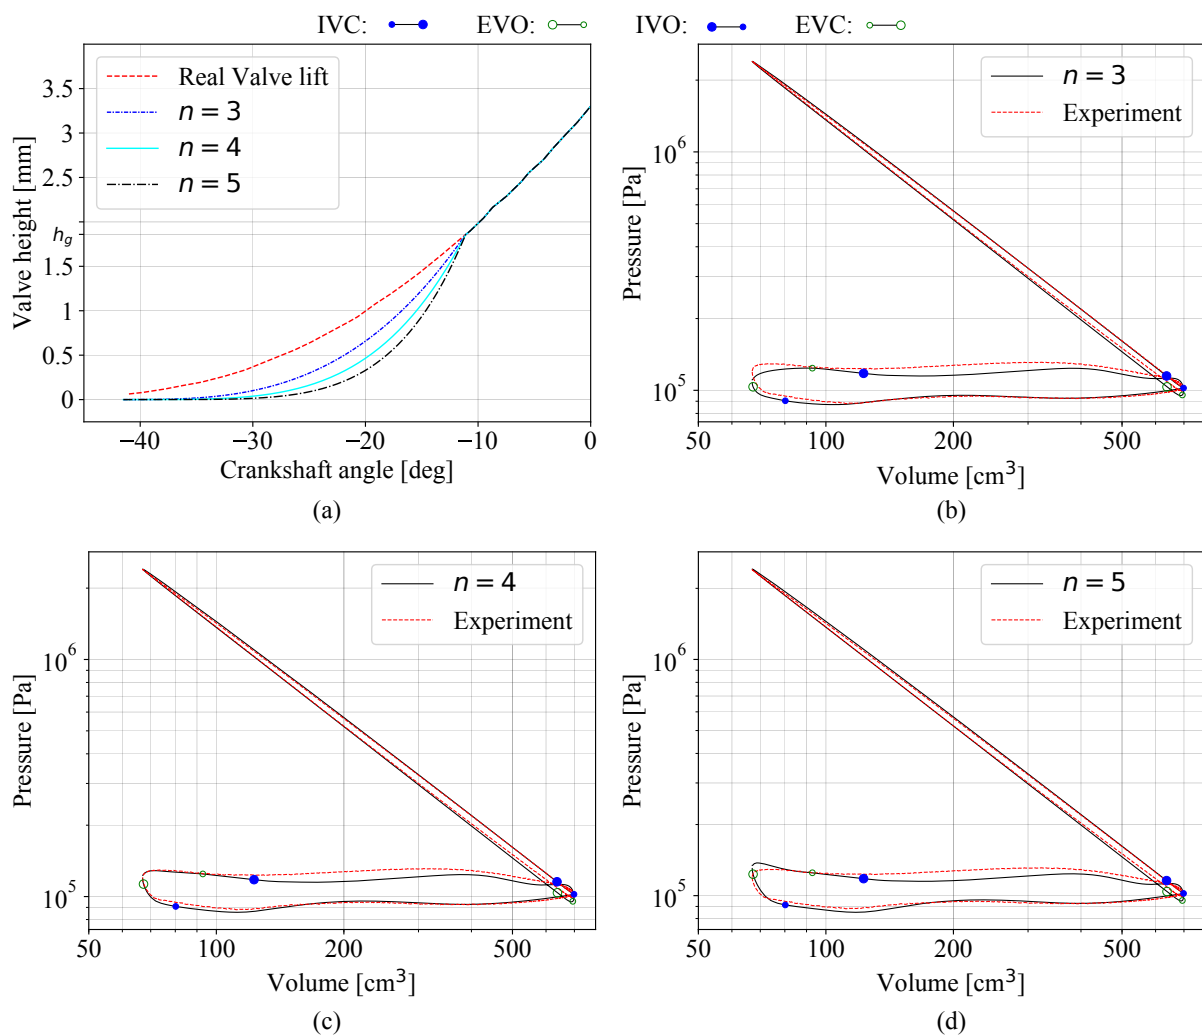 IVC: EVO: IVO: EVC:
Real Valve lift
n = 3
n = 4
n = 5
3.5
3
2.5
h_g
1.5
1
0.5
0
Valve height [mm]
−40 −30 −20 −10 0
Crankshaft angle [deg]
(a)
n = 3
Experiment
10^6
10^5
Pressure [Pa]
50 100 200 500
Volume [cm^3]
(b)
n = 4
Experiment
10^6
10^5
Pressure [Pa]
50 100 200 500
Volume [cm^3]
(c)
n = 5
Experiment
10^6
10^5
Pressure [Pa]
50 100 200 500
Volume [cm^3]
(d)